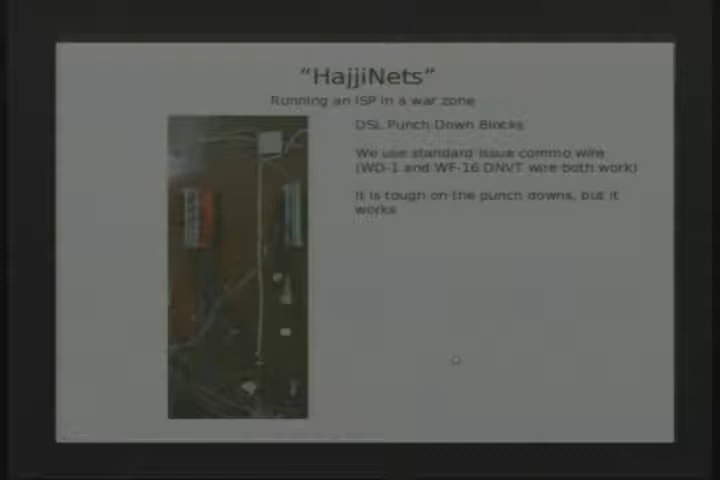 “HajjiNets”
Running an ISP in a war zone
DSL Punch Down Blocks
We use standard issue commo wire
(WD-1 and WF-16 DNVT wire both work)
It is tough on the punch downs, but it
works